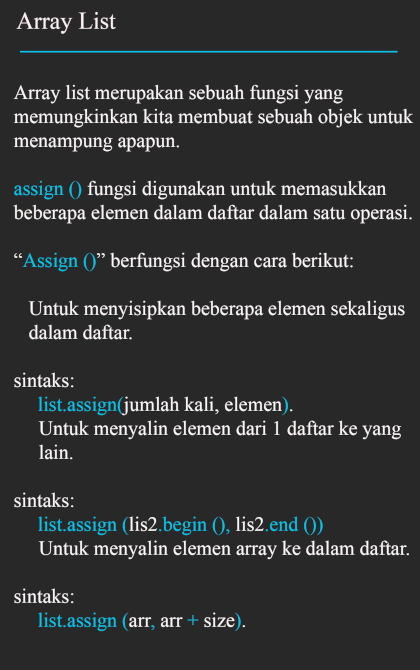 Array List
Array list merupakan sebuah fungsi yang
memungkinkan kita membuat sebuah objek untuk
menampung apapun.
assign () fungsi digunakan untuk memasukkan
beberapa elemen dalam daftar dalam satu operasi.
“Assign ()” berfungsi dengan cara berikut:
Untuk menyisipkan beberapa elemen sekaligus
dalam daftar.
sintaks:
list.assign(jumlah kali, elemen).
Untuk menyalin elemen dari 1 daftar ke yang
lain.
sintaks:
list.assign (lis2.begin (), lis2.end ())
Untuk menyalin elemen array ke dalam daftar.
sintaks:
list.assign (arr, arr + size).